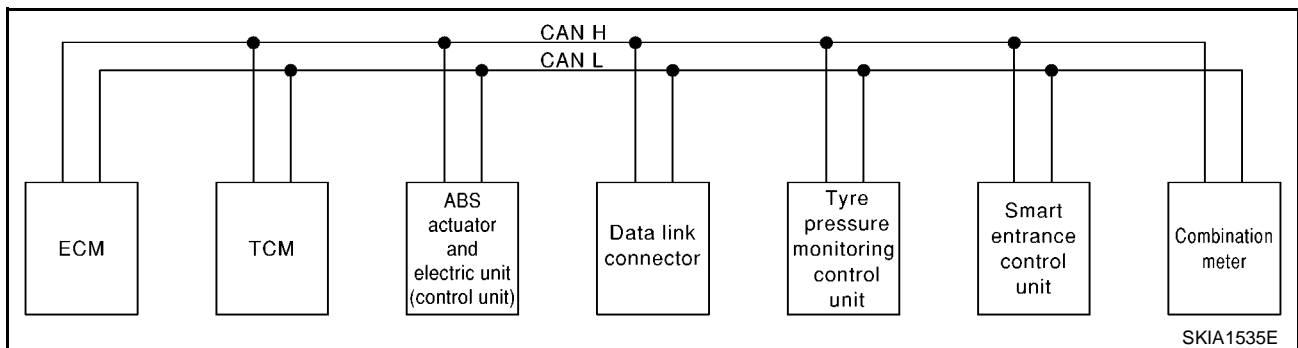 CAN H
CAN L
ECM
TCM
ABS
actuator
and
electric unit
(control unit)
Data link
connector
Tyre
pressure
monitoring
control
unit
Smart
entrance
control
unit
Combination
meter
SKIA1535E